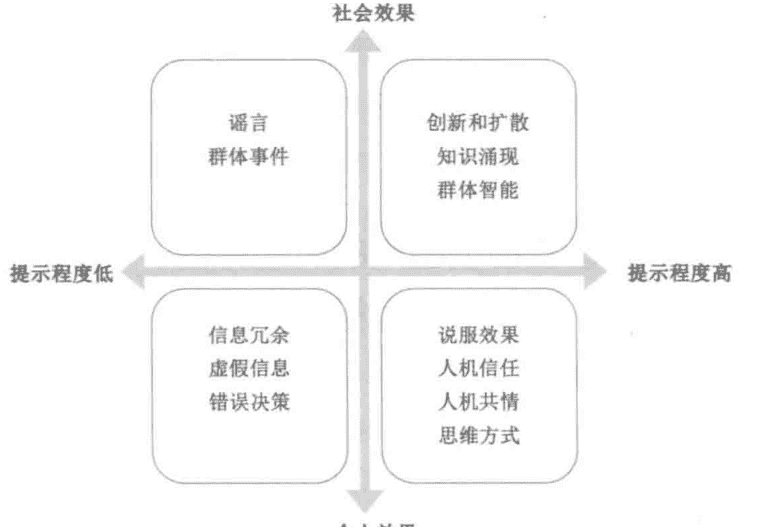 社会效果
谣言
群体事件
创新和扩散
知识涌现
群体智能
提示程度低
提示程度高
信息冗余
虚假信息
错误决策
说服效果
人机信任
人机共情
思维方式